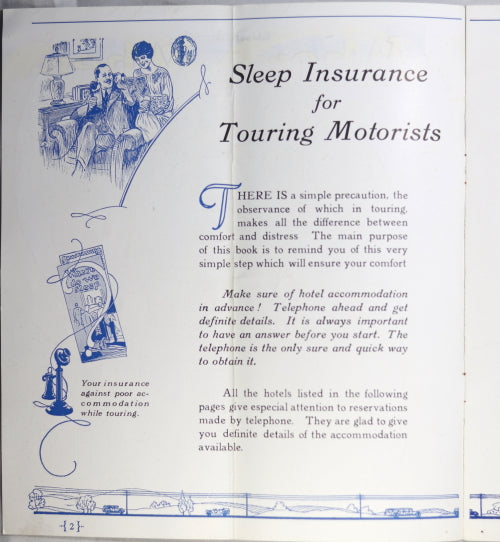 Sleep Insurance
for
Touring Motorists
THERE IS a simple precaution, the
observance of which in touring,
makes all the difference between
comfort and distress The main purpose
of this book is to remind you of this very
simple step which will ensure your comfort
Make sure of hotel accommodation
in advance! Telephone ahead and get
definite details. It is always important
to have an answer before you start. The
telephone is the only sure and quick way
to obtain it.
Where
Do We
Sleep
Your insurance
against poor ac-
commodation
while touring.
All the hotels listed in the following
pages give especial attention to reservations
made by telephone. They are glad to give
you definite details of the accommodation
available.
{ 2 }